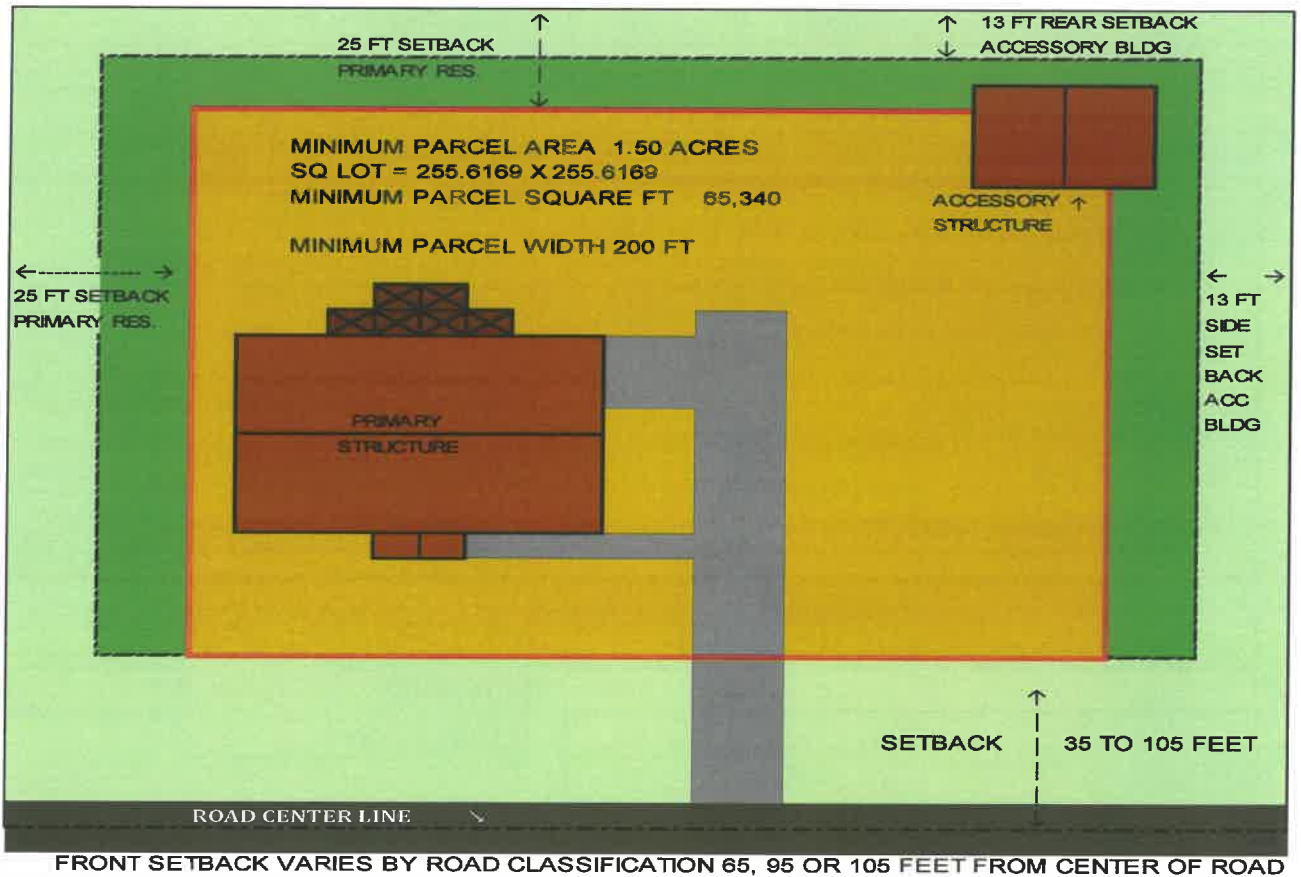 25 FT SETBACK
PRIMARY RES.
13 FT REAR SETBACK
ACCESSORY BLDG
MINIMUM PARCEL AREA 1.50 ACRES
SQ LOT = 255.6169 X 255.6169
MINIMUM PARCEL SQUARE FT 65,340
MINIMUM PARCEL WIDTH 200 FT
ACCESSORY
STRUCTURE
25 FT SETBACK
PRIMARY RES.
13 FT
SIDE
SET
BACK
ACC
BLDG
PRIMARY
STRUCTURE
SETBACK 35 TO 105 FEET
ROAD CENTER LINE
FRONT SETBACK VARIES BY ROAD CLASSIFICATION 65, 95 OR 105 FEET FROM CENTER OF ROAD